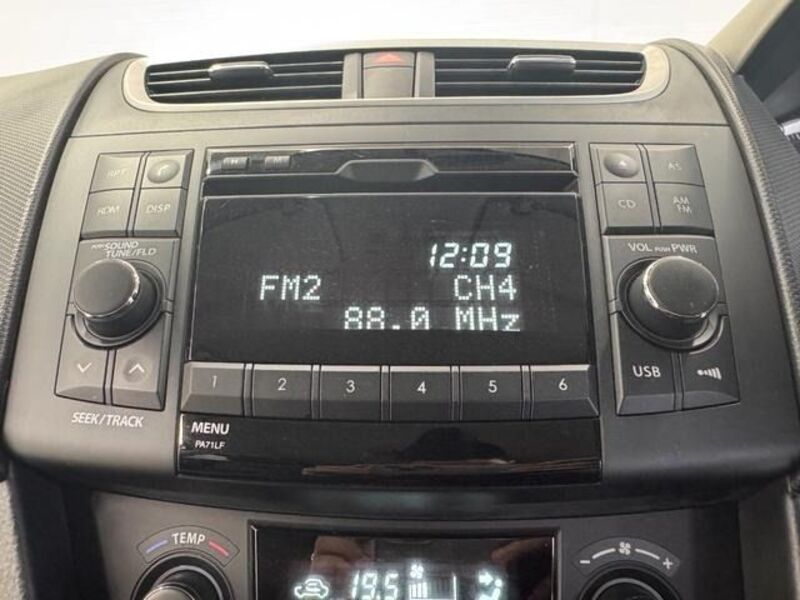 RPT
RDM DISP
PUSH SOUND
TUNE/FLD
SEEK/TRACK
H M
12:09
FM2 CH4
88.0 MHz
1 2 3 4 5 6
MENU
PA71LF
AS
CD AM
FM
VOL PUSH PWR
USB
TEMP
19.5
- +